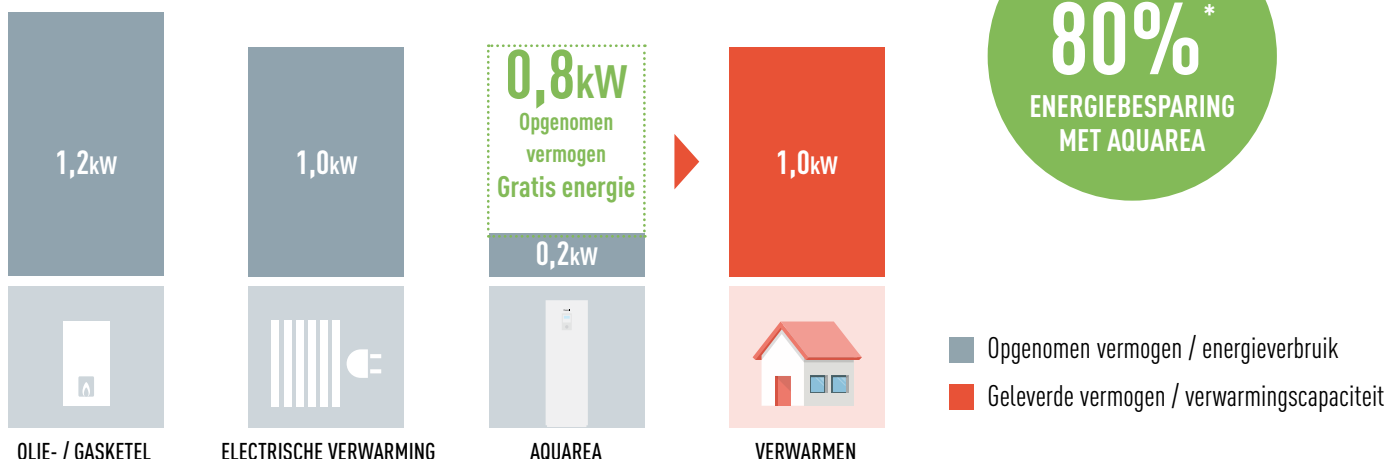 1,2kW
1,0kW
0,8kW
Opgenomen
vermogen
Gratis energie
0,2kW
1,0kW
80%*
ENERGIEBESPARING
MET AQUAREA
Opgenomen vermogen / energieverbruik
Geleverde vermogen / verwarmingscapaciteit
OLIE- / GASKETEL
ELECTRISCHE VERWARMING
AQUAREA
VERWARMEN